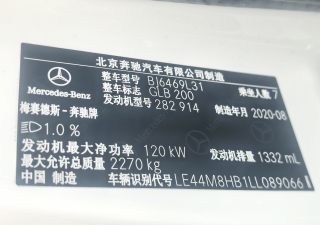 北京奔驰汽车有限公司制造
整车型号 BJ6469L31 乘坐人数 7
整车标志 GLB 200
Mercedes-Benz 发动机型号 282 914
梅赛德斯-奔驰牌 制造年月 2020-08
1.0 %
发动机最大净功率 120 kW 发动机排量 1332 mL
最大允许总质量 2270 kg
中国 制造 车辆识别代号 LE44M8HB1LL089066